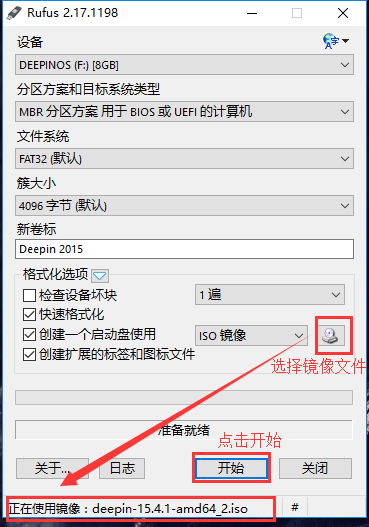 Rufus 2.17.1198
设备
DEEPINOS (F:) [8GB]
分区方案和目标系统类型
MBR 分区方案 用于 BIOS 或 UEFI 的计算机
文件系统
FAT32 (默认)
簇大小
4096 字节 (默认)
新卷标
Deepin 2015
格式化选项
检查设备坏块
1 遍
快速格式化
创建一个启动盘使用
ISO 镜像
创建扩展的标签和图标文件
选择镜像文件
准备就绪
点击开始
关于...
日志
开始
关闭
正在使用镜像：deepin-15.4.1-amd64_2.iso
#